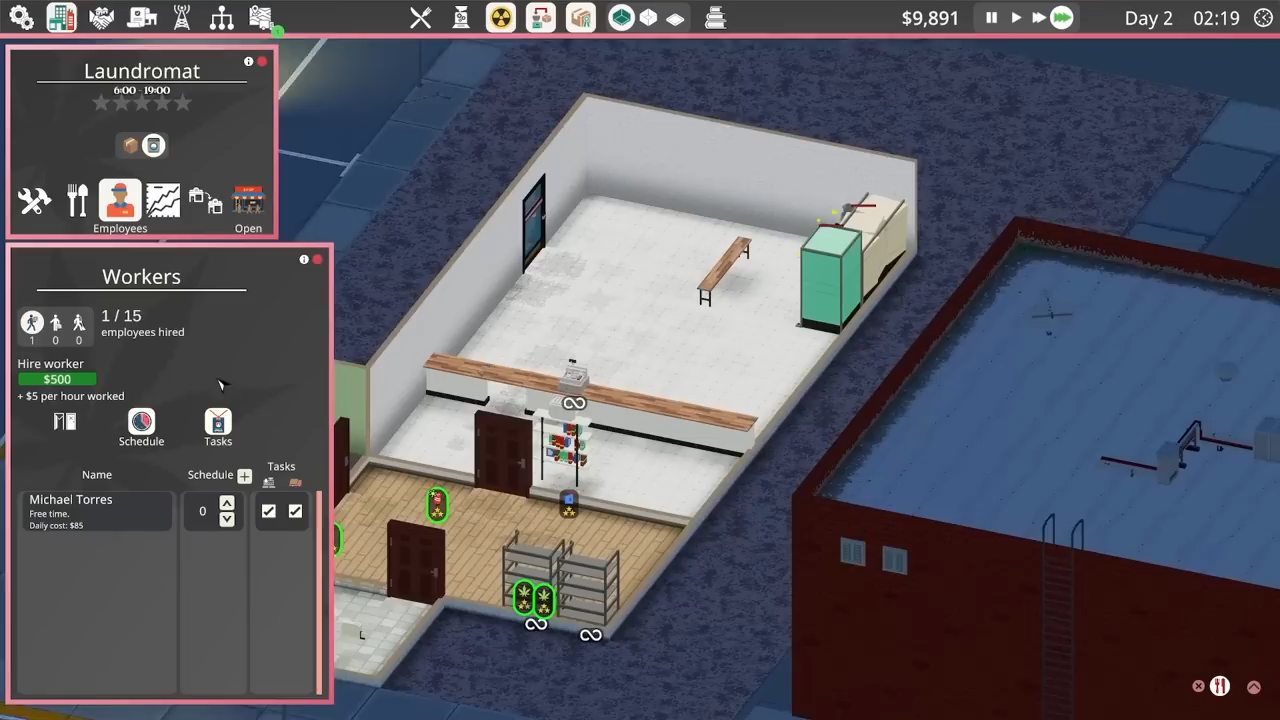 $9,891
Day 2
02:19
1
Laundromat
6:00 - 19:00
Employees
Open
Workers
1 / 15
employees hired
1 0 0
Hire worker
$500
+ $5 per hour worked
Schedule
Tasks
Name
Schedule
Tasks
Michael Torres
Free time.
Daily cost: $85
0